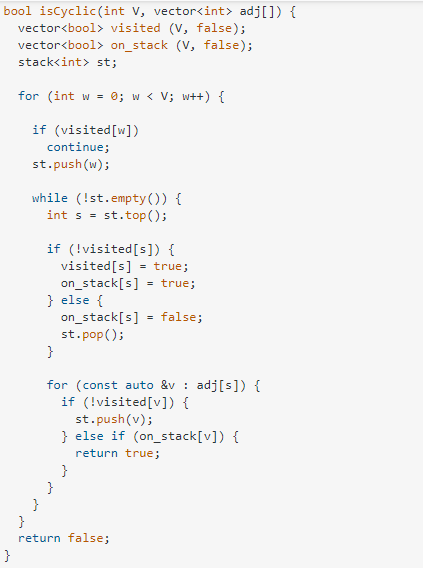 bool isCyclic(int V, vector<int> adj[]) {
  vector<bool> visited (V, false);
  vector<bool> on_stack (V, false);
  stack<int> st;

  for (int w = 0; w < V; w++) {

    if (visited[w])
      continue;
    st.push(w);

    while (!st.empty()) {
      int s = st.top();

      if (!visited[s]) {
        visited[s] = true;
        on_stack[s] = true;
      } else {
        on_stack[s] = false;
        st.pop();
      }

      for (const auto &v : adj[s]) {
        if (!visited[v]) {
          st.push(v);
        } else if (on_stack[v]) {
          return true;
        }
      }
    }
  }
  return false;
}